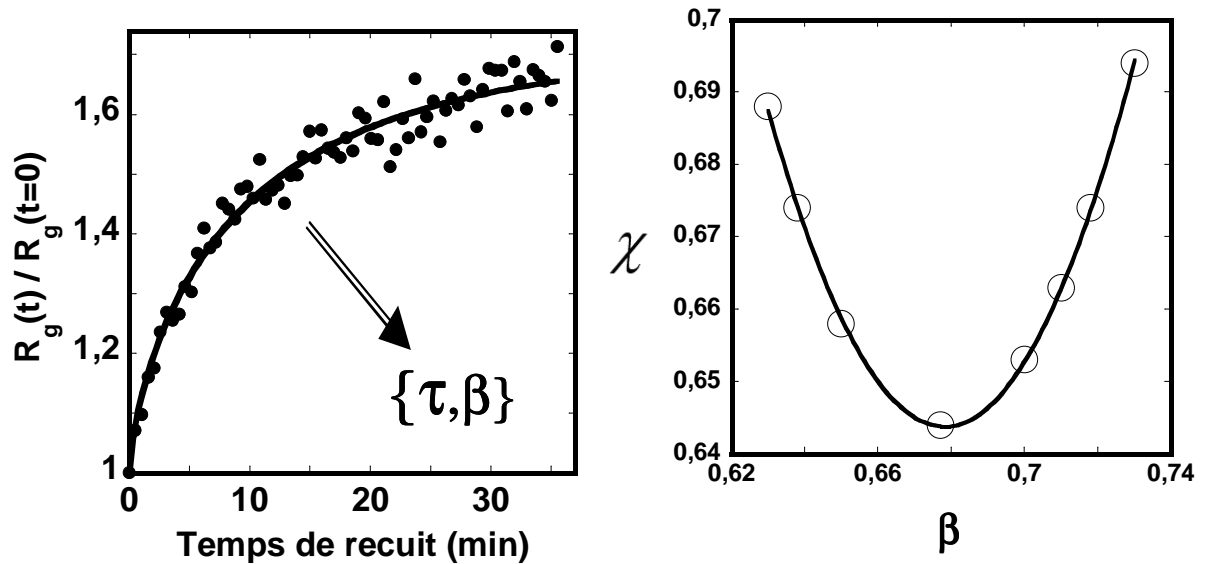 R_g(t) / R_g(t=0)
1,6
1,4
1,2
1
0 10 20 30
Temps de recuit (min)
{τ,β}
χ
0,7
0,69
0,68
0,67
0,66
0,65
0,64
0,62 0,66 0,7 0,74
β